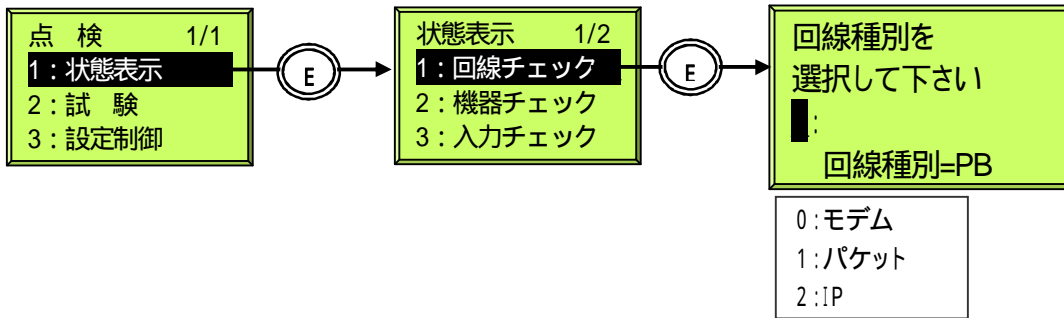 点　検　　　1/1
1：状態表示
2：試　験
3：設定制御
E
状態表示　　1/2
1：回線チェック
2：機器チェック
3：入力チェック
E
回線種別を
選択して下さい
:
回線種別=PB
0:モデム
1:パケット
2:IP